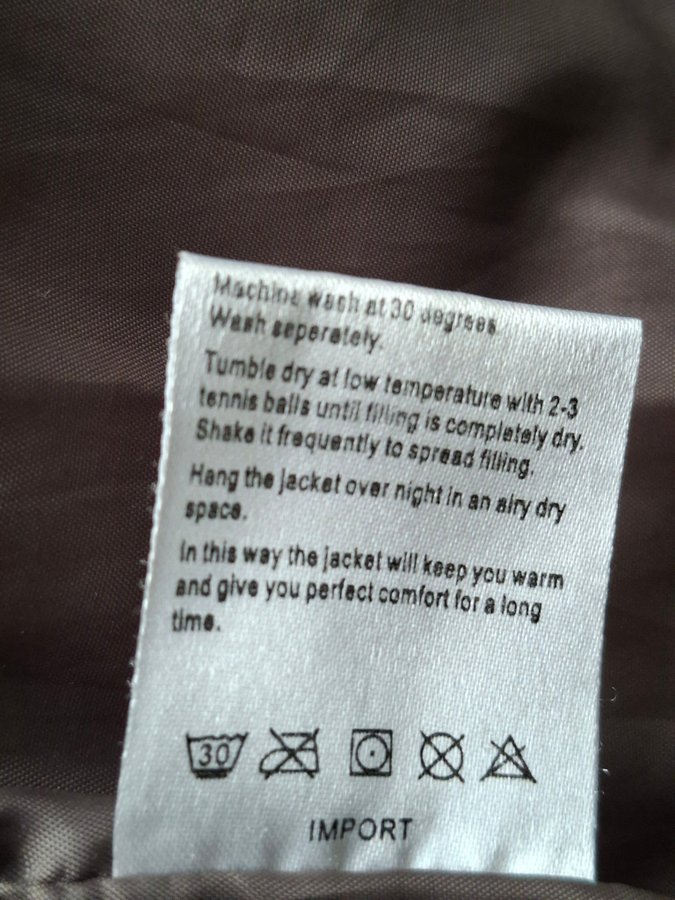 Machine wash at 30 degrees
Wash seperately.
Tumble dry at low temperature with 2-3
tennis balls until filling is completely dry.
Shake it frequently to spread filling.
Hang the jacket over night in an airy dry
space.
In this way the jacket will keep you warm
and give you perfect comfort for a long
time.
30
IMPORT